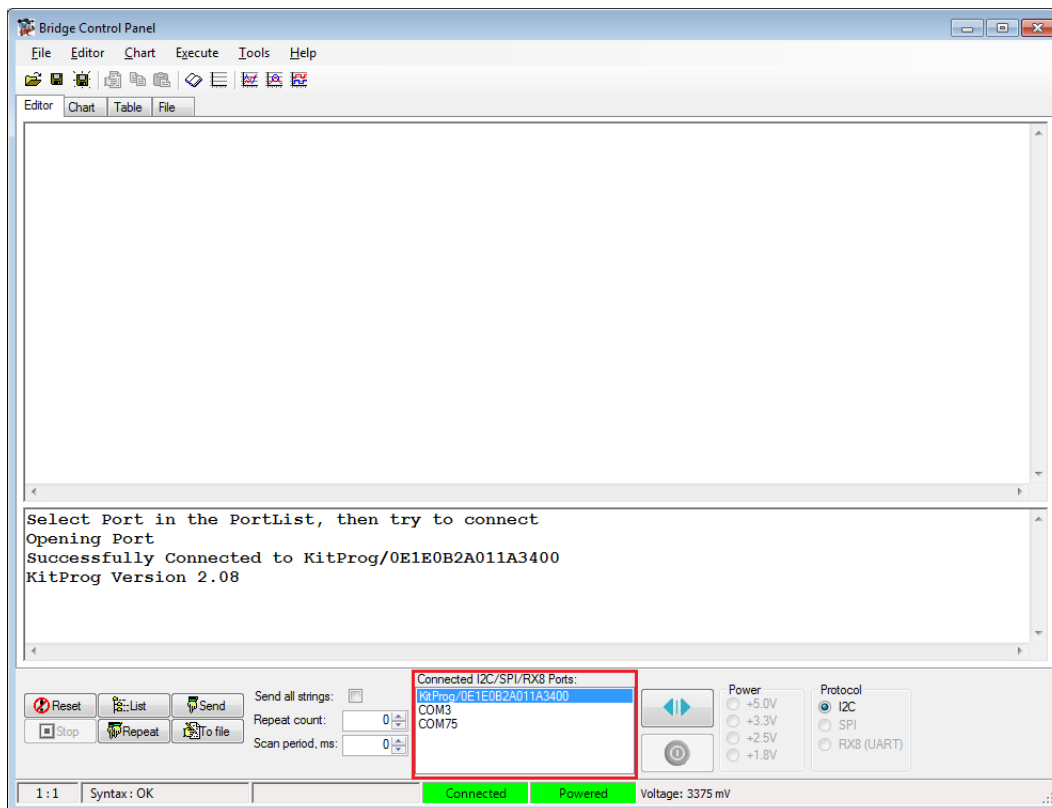 Bridge Control Panel
File Editor Chart Execute Tools Help
Editor Chart Table File
Select Port in the PortList, then try to connect
Opening Port
Successfully Connected to KitProg/0E1E0B2A011A3400
KitProg Version 2.08
Reset List Send
Stop Repeat To file
Send all strings:
Repeat count: 0
Scan period, ms: 0
Connected I2C/SPI/RX8 Ports:
KitProg/0E1E0B2A011A3400
COM3
COM75
Power
+5.0V
+3.3V
+2.5V
+1.8V
Protocol
I2C
SPI
RX8 (UART)
1:1 Syntax : OK Connected Powered Voltage: 3375 mV